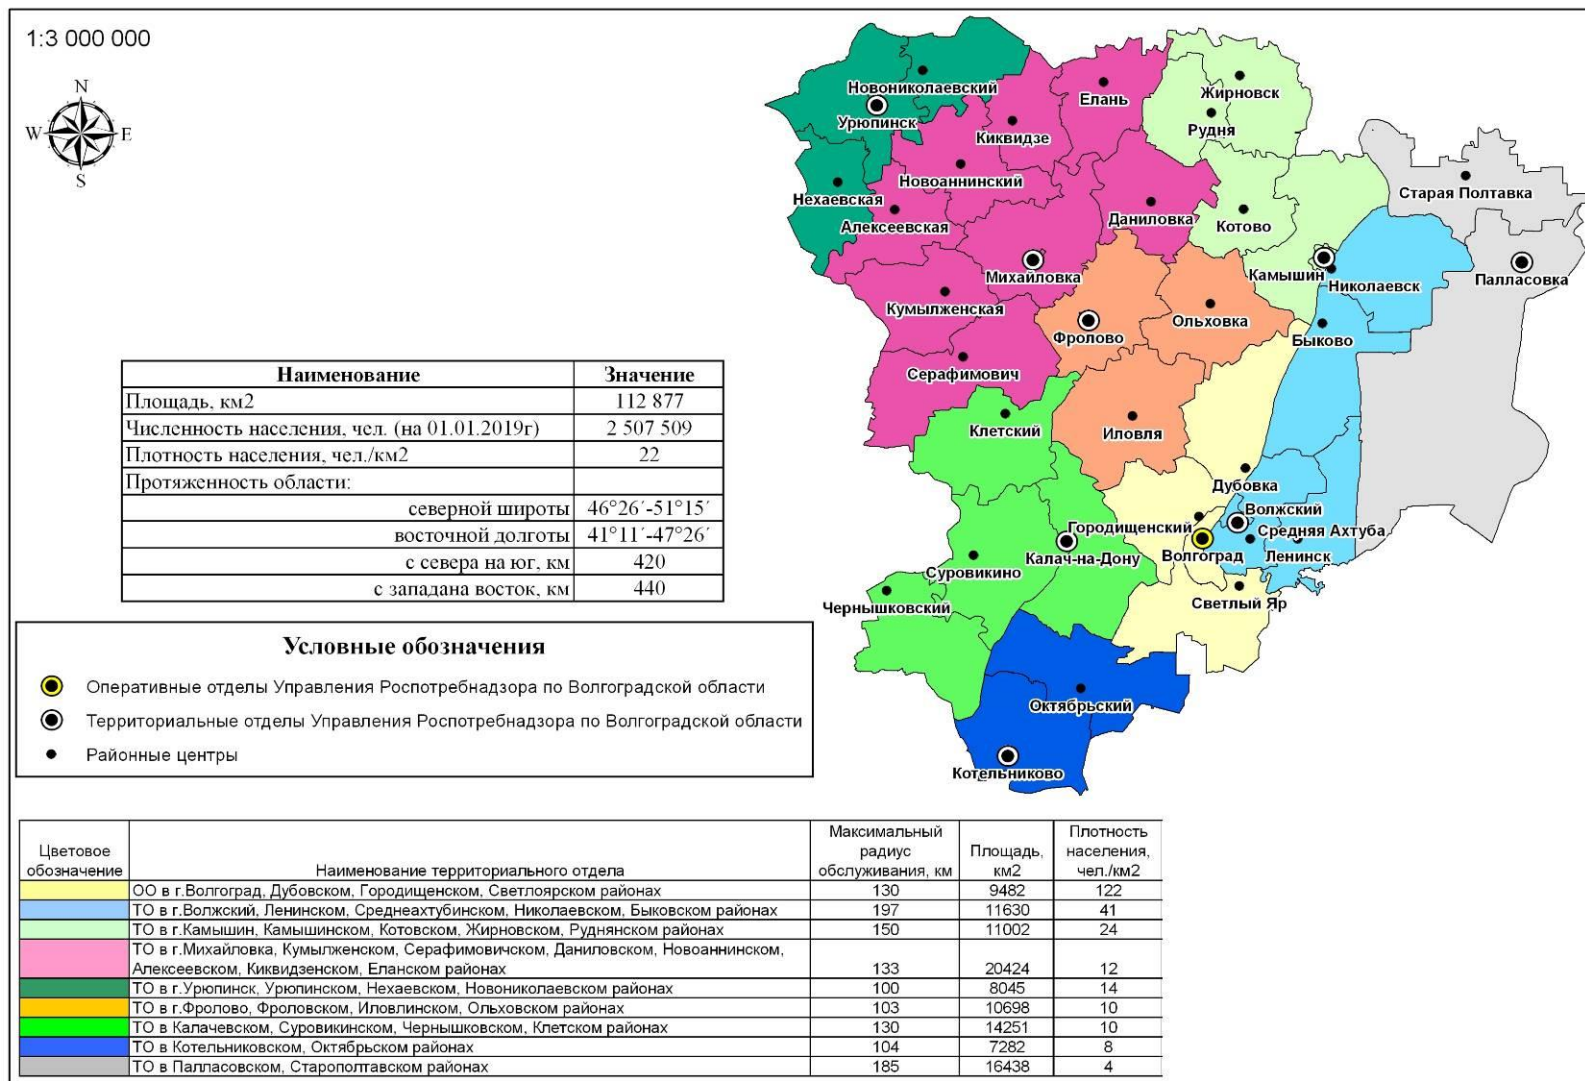 1:3 000 000
N
W
E
S
Новониколаевский
Урюпинск
Киквидзе
Елань
Жирновск
Рудня
Новоаннинский
Нехаевская
Алексеевская
Даниловка
Котово
Старая Полтавка
Михайловка
Камышин
Николаевск
Палласовка
Кумылженская
Фролово
Ольховка
Быково
Серафимович
Клетский
Иловля
Дубовка
Волжский
Городищенский
Средняя Ахтуба
Волгоград
Ленинск
Калач-на-Дону
Суровикино
Светлый Яр
Чернышковский
Октябрьский
Котельниково
Наименование Значение
Площадь, км2 112 877
Численность населения, чел. (на 01.01.2019г) 2 507 509
Плотность населения, чел./км2 22
Протяженность области:
северной широты 46°26´-51°15´
восточной долготы 41°11´-47°26´
с севера на юг, км 420
с западана восток, км 440
Условные обозначения
Оперативные отделы Управления Роспотребнадзора по Волгоградской области
Территориальные отделы Управления Роспотребнадзора по Волгоградской области
Районные центры
Цветовое обозначение Наименование территориального отдела Максимальный радиус обслуживания, км Площадь, км2 Плотность населения, чел./км2
ОО в г.Волгоград, Дубовском, Городищенском, Светлоярском районах 130 9482 122
ТО в г.Волжский, Ленинском, Среднеахтубинском, Николаевском, Быковском районах 197 11630 41
ТО в г.Камышин, Камышинском, Котовском, Жирновском, Руднянском районах 150 11002 24
ТО в г.Михайловка, Кумылженском, Серафимовичском, Даниловском, Новоаннинском,
Алексеевском, Киквидзенском, Еланском районах 133 20424 12
ТО в г.Урюпинск, Урюпинском, Нехаевском, Новониколаевском районах 100 8045 14
ТО в г.Фролово, Фроловском, Иловлинском, Ольховском районах 103 10698 10
ТО в Калачевском, Суровикинском, Чернышковском, Клетском районах 130 14251 10
ТО в Котельниковском, Октябрьском районах 104 7282 8
ТО в Палласовском, Старополтавском районах 185 16438 4